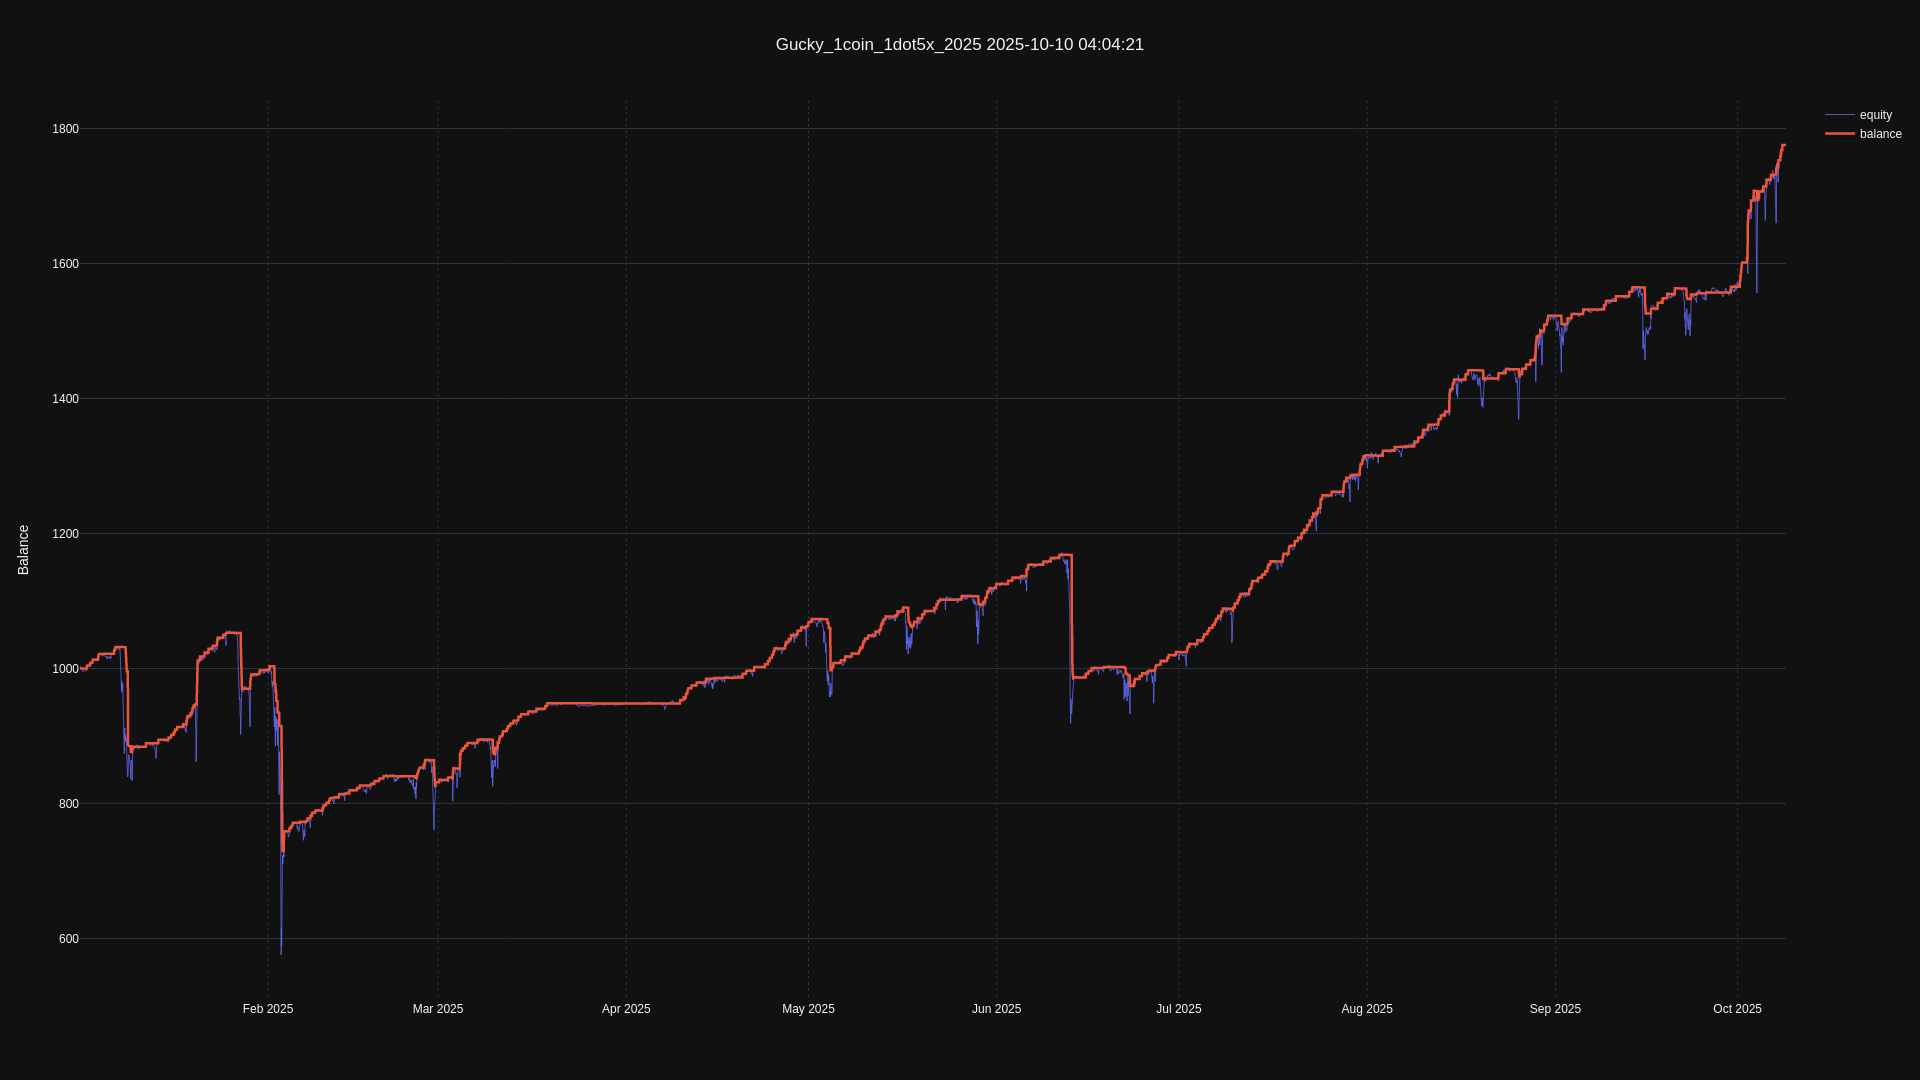 Gucky_1coin_1dot5x_2025 2025-10-10 04:04:21
equity
balance
1800
1600
1400
1200
1000
800
600
Balance
Feb 2025
Mar 2025
Apr 2025
May 2025
Jun 2025
Jul 2025
Aug 2025
Sep 2025
Oct 2025